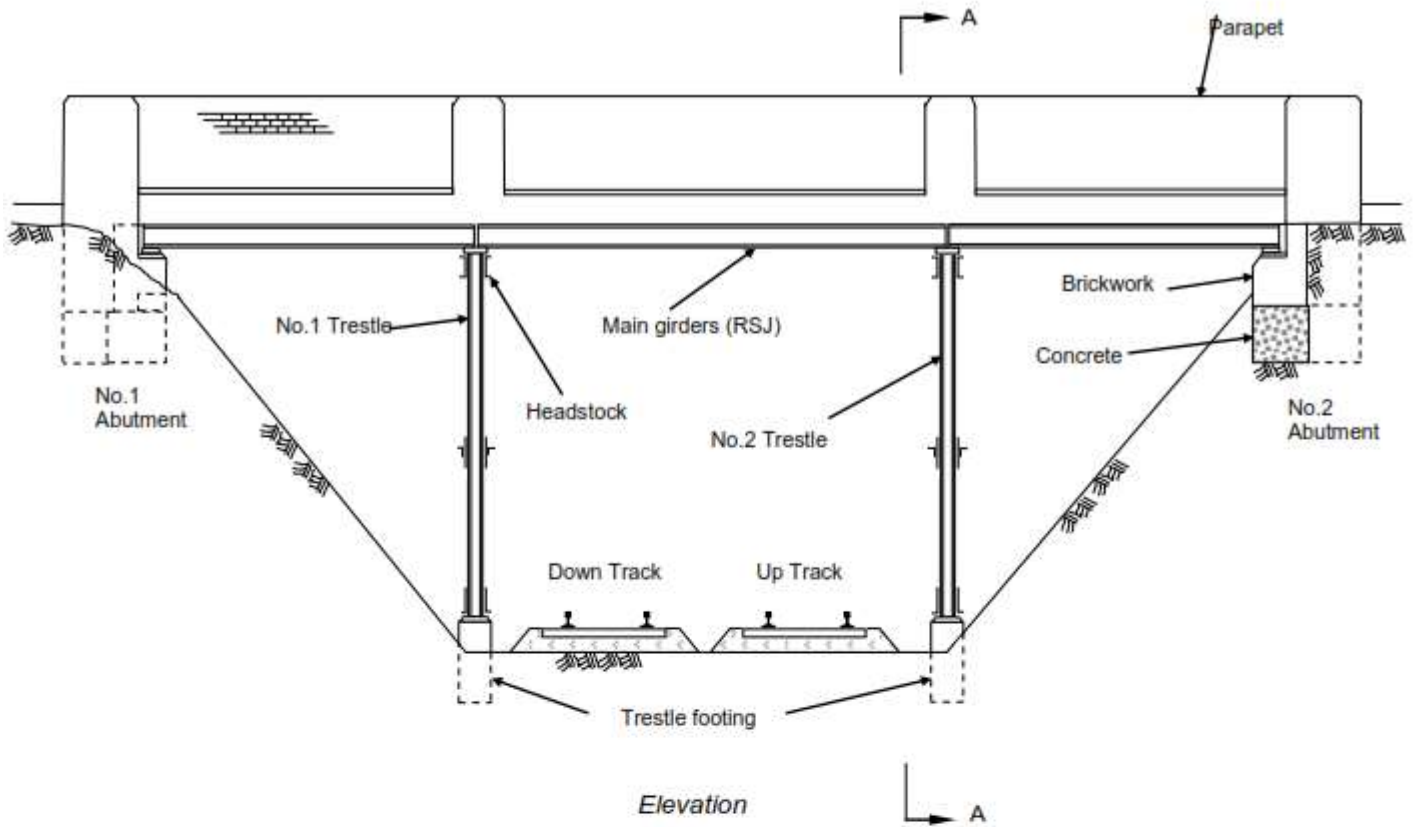 A
Parapet
Brickwork
No.1 Trestle
Main girders (RSJ)
Concrete
No.1
Abutment
Headstock
No.2 Trestle
No.2
Abutment
Down Track
Up Track
Trestle footing
Elevation
A